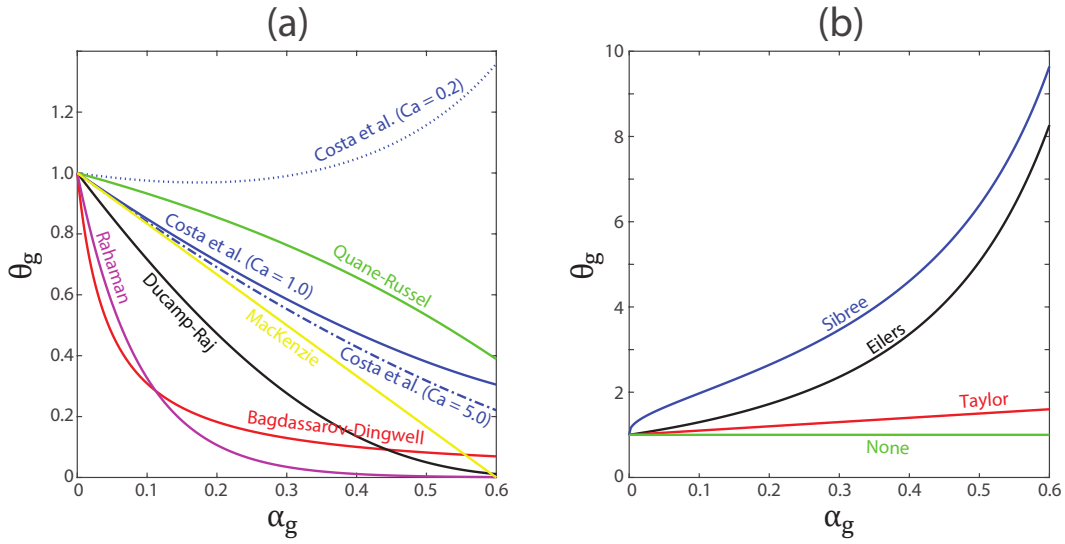 (a)
1.2
1.0
0.8
0.6
0.4
0.2
0
θg
Costa et al. (Ca = 0.2)
Quane-Russel
Costa et al. (Ca = 1.0)
Costa et al. (Ca = 5.0)
MacKenzie
Ducamp-Raj
Rahaman
Bagdassarov-Dingwell
0 0.1 0.2 0.3 0.4 0.5 0.6
αg
(b)
10
8
6
4
2
0
θg
Sibree
Eilers
Taylor
None
0 0.1 0.2 0.3 0.4 0.5 0.6
αg